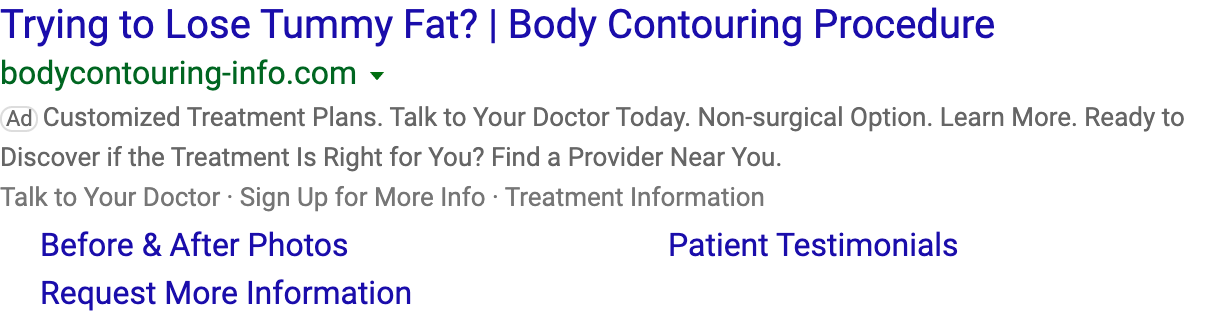 Trying to Lose Tummy Fat? | Body Contouring Procedure
bodycontouring-info.com
Ad Customized Treatment Plans. Talk to Your Doctor Today. Non-surgical Option. Learn More. Ready to
Discover if the Treatment Is Right for You? Find a Provider Near You.
Talk to Your Doctor · Sign Up for More Info · Treatment Information
Before & After Photos
Patient Testimonials
Request More Information